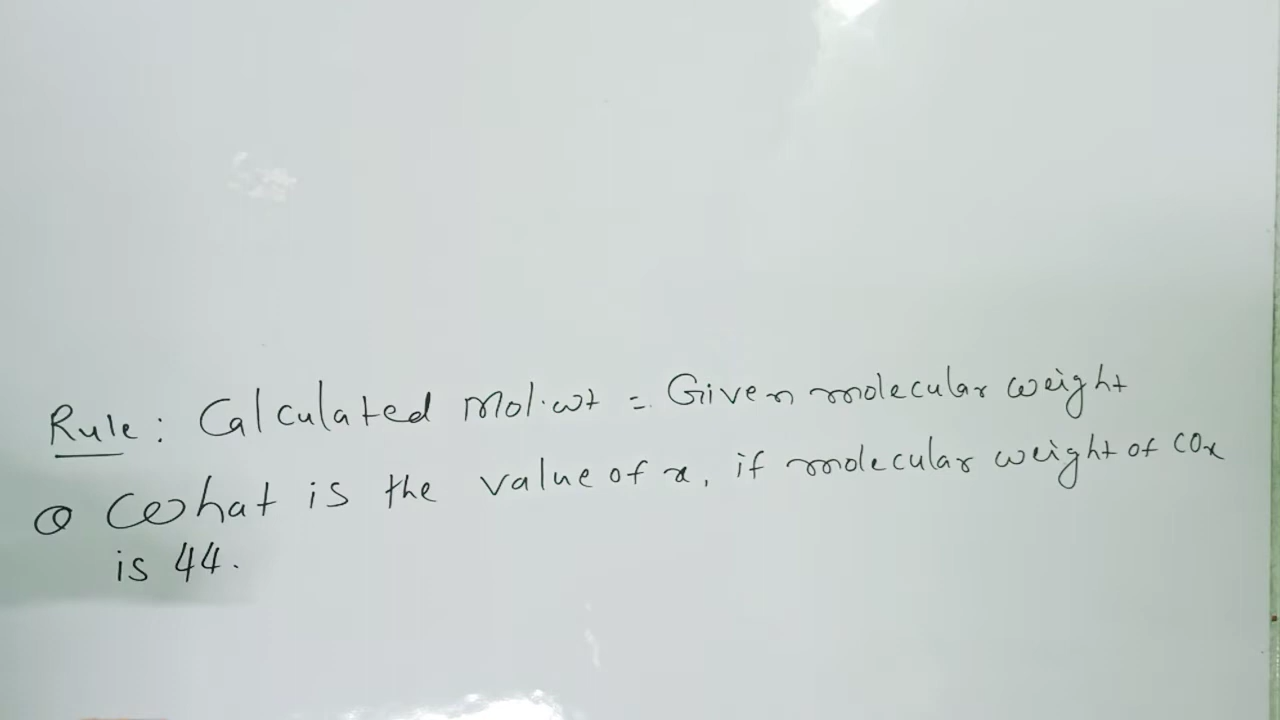 Rule: Calculated Mol.wt = Given molecular weight
Q What is the value of x, if molecular weight of COx
is 44.